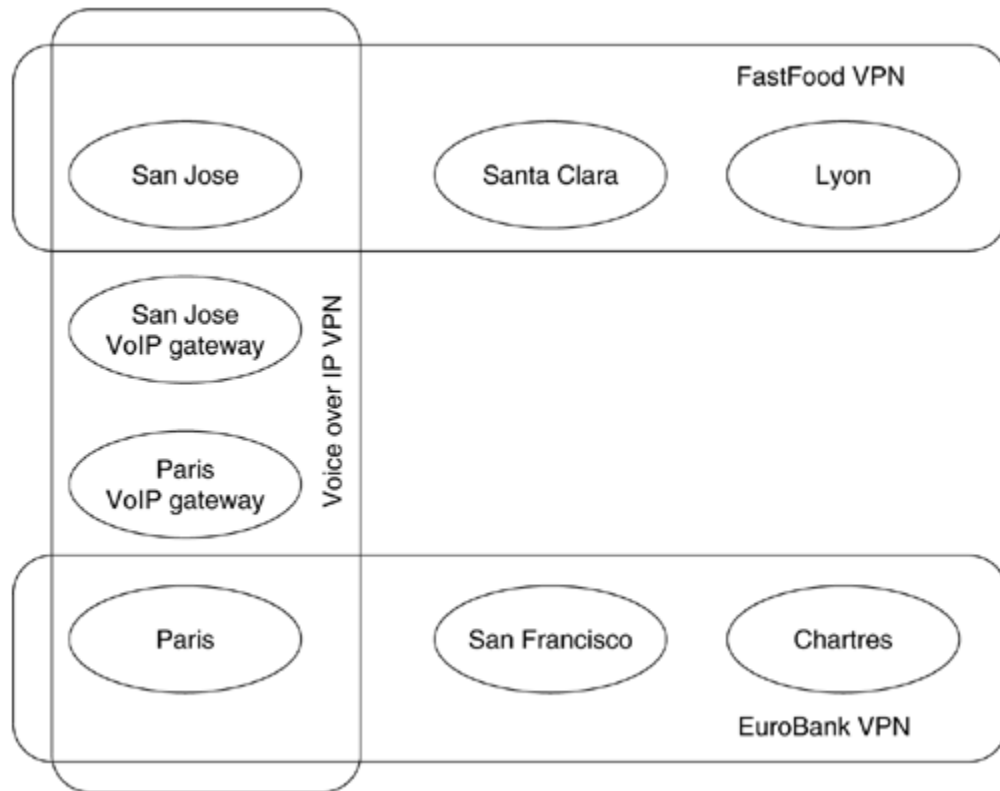 FastFood VPN
San Jose
Santa Clara
Lyon
San Jose
VoIP gateway
Voice over IP VPN
Paris
VoIP gateway
Paris
San Francisco
Chartres
EuroBank VPN